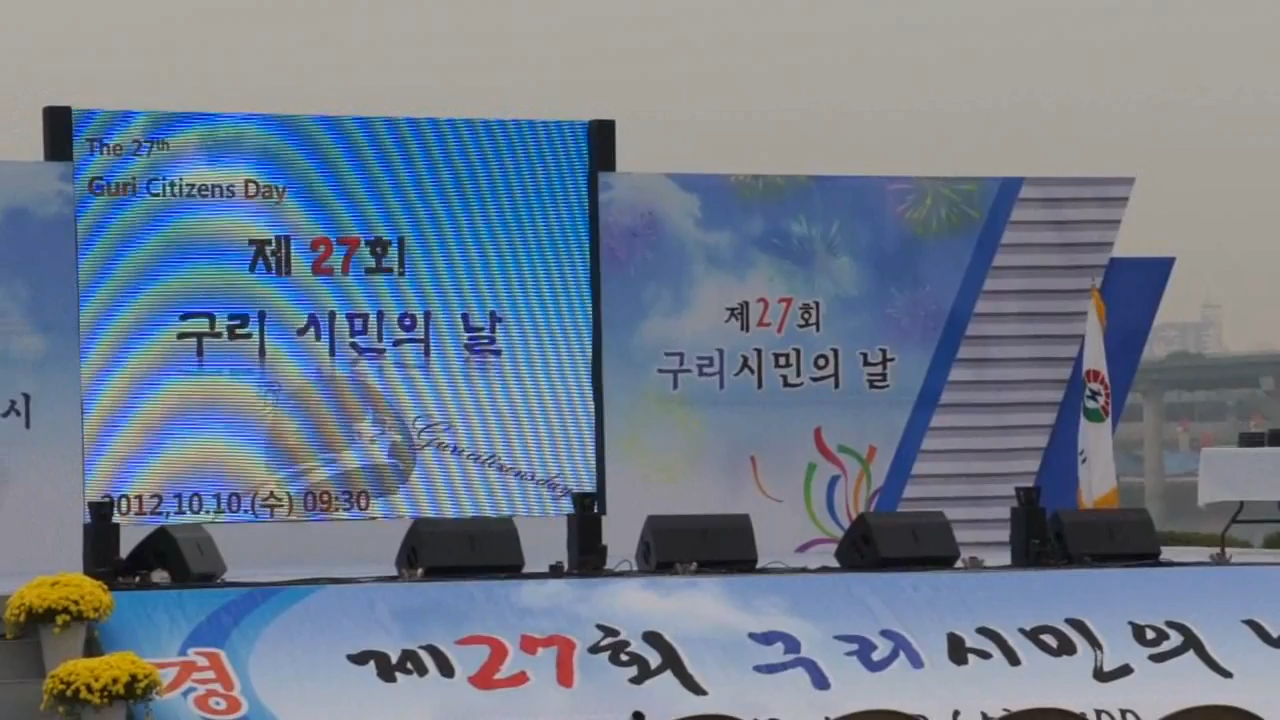 The 27th
Guri Citizens Day
제 27회
구리 시민의 날
Guricitizensday
2012.10.10.(수) 09:30
제27회
구리시민의 날
시
경
제27회 구리시민의